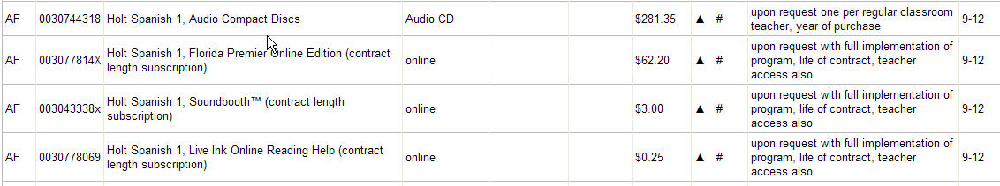 AF 0030744318 Holt Spanish 1, Audio Compact Discs Audio CD $281.35 ▲ # upon request one per regular classroom
teacher, year of purchase 9-12
AF 003077814X Holt Spanish 1, Florida Premier Online Edition (contract
length subscription) online $62.20 ▲ # upon request with full implementation of
program, life of contract, teacher
access also 9-12
AF 003043338x Holt Spanish 1, Soundbooth™ (contract length
subscription) online $3.00 ▲ # upon request with full implementation of
program, life of contract, teacher
access also 9-12
AF 0030778069 Holt Spanish 1, Live Ink Online Reading Help (contract
length subscription) online $0.25 ▲ # upon request with full implementation of
program, life of contract, teacher
access also 9-12